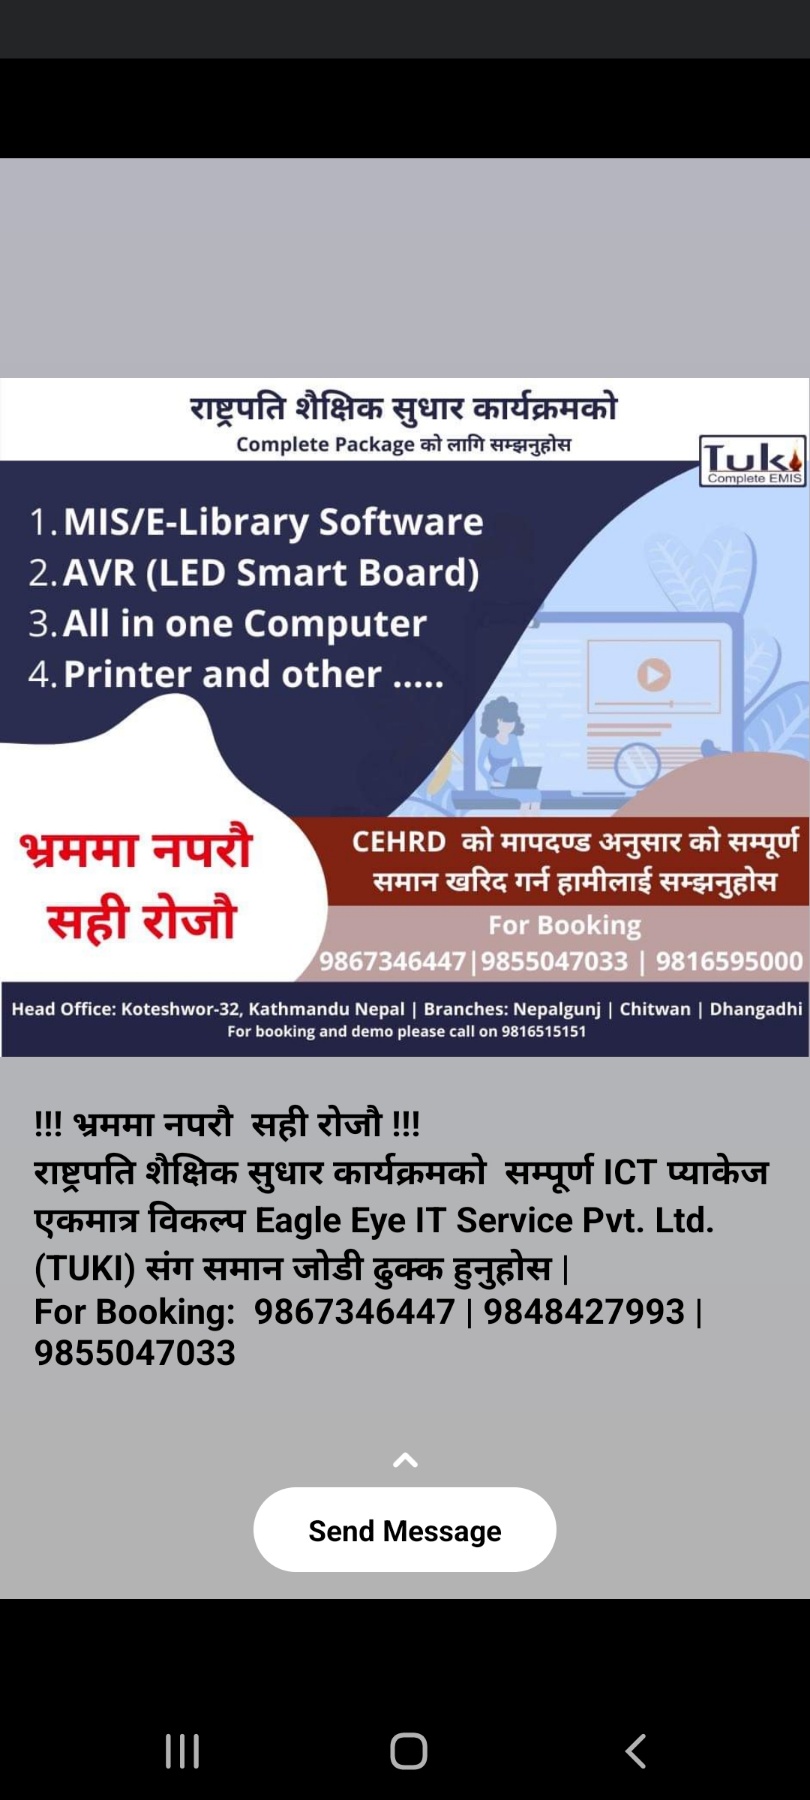 राष्ट्रपति शैक्षिक सुधार कार्यक्रमको
Complete Package को लागि सम्झनुहोस
Tuki
Complete EMIS
1. MIS/E-Library Software
2. AVR (LED Smart Board)
3. All in one Computer
4. Printer and other .....
भ्रममा नपरौ
सही रोजौ
CEHRD को मापदण्ड अनुसार को सम्पूर्ण
समान खरिद गर्न हामीलाई सम्झनुहोस
For Booking
9867346447|9855047033 | 9816595000
Head Office: Koteshwor-32, Kathmandu Nepal | Branches: Nepalgunj | Chitwan | Dhangadhi
For booking and demo please call on 9816515151
!!! भ्रममा नपरौ सही रोजौ !!!
राष्ट्रपति शैक्षिक सुधार कार्यक्रमको सम्पूर्ण ICT प्याकेज
एकमात्र विकल्प Eagle Eye IT Service Pvt. Ltd.
(TUKI) संग समान जोडी ढुक्क हुनुहोस |
For Booking: 9867346447 | 9848427993 |
9855047033
Send Message